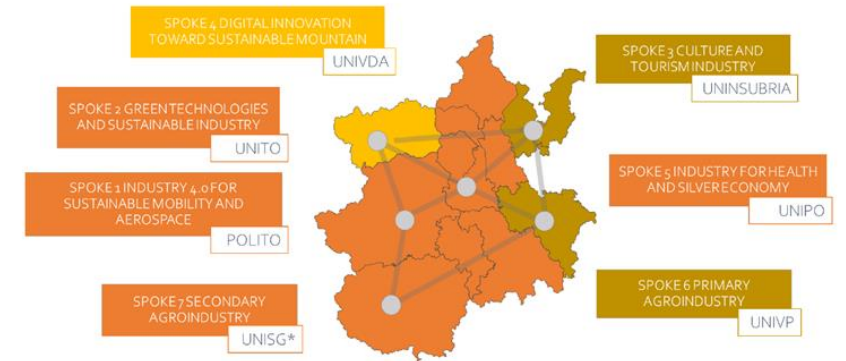 SPOKE 4 DIGITAL INNOVATION
TOWARD SUSTAINABLE MOUNTAIN
UNIVDA
SPOKE 3 CULTURE AND
TOURISM INDUSTRY
UNINSUBRIA
SPOKE 2 GREEN TECHNOLOGIES
AND SUSTAINABLE INDUSTRY
UNITO
SPOKE 5 INDUSTRY FOR HEALTH
AND SILVER ECONOMY
UNIPO
SPOKE 1 INDUSTRY 4.0 FOR
SUSTAINABLE MOBILITY AND
AEROSPACE
POLITO
SPOKE 7 SECONDARY
AGROINDUSTRY
UNISG*
SPOKE 6 PRIMARY
AGROINDUSTRY
UNIVP